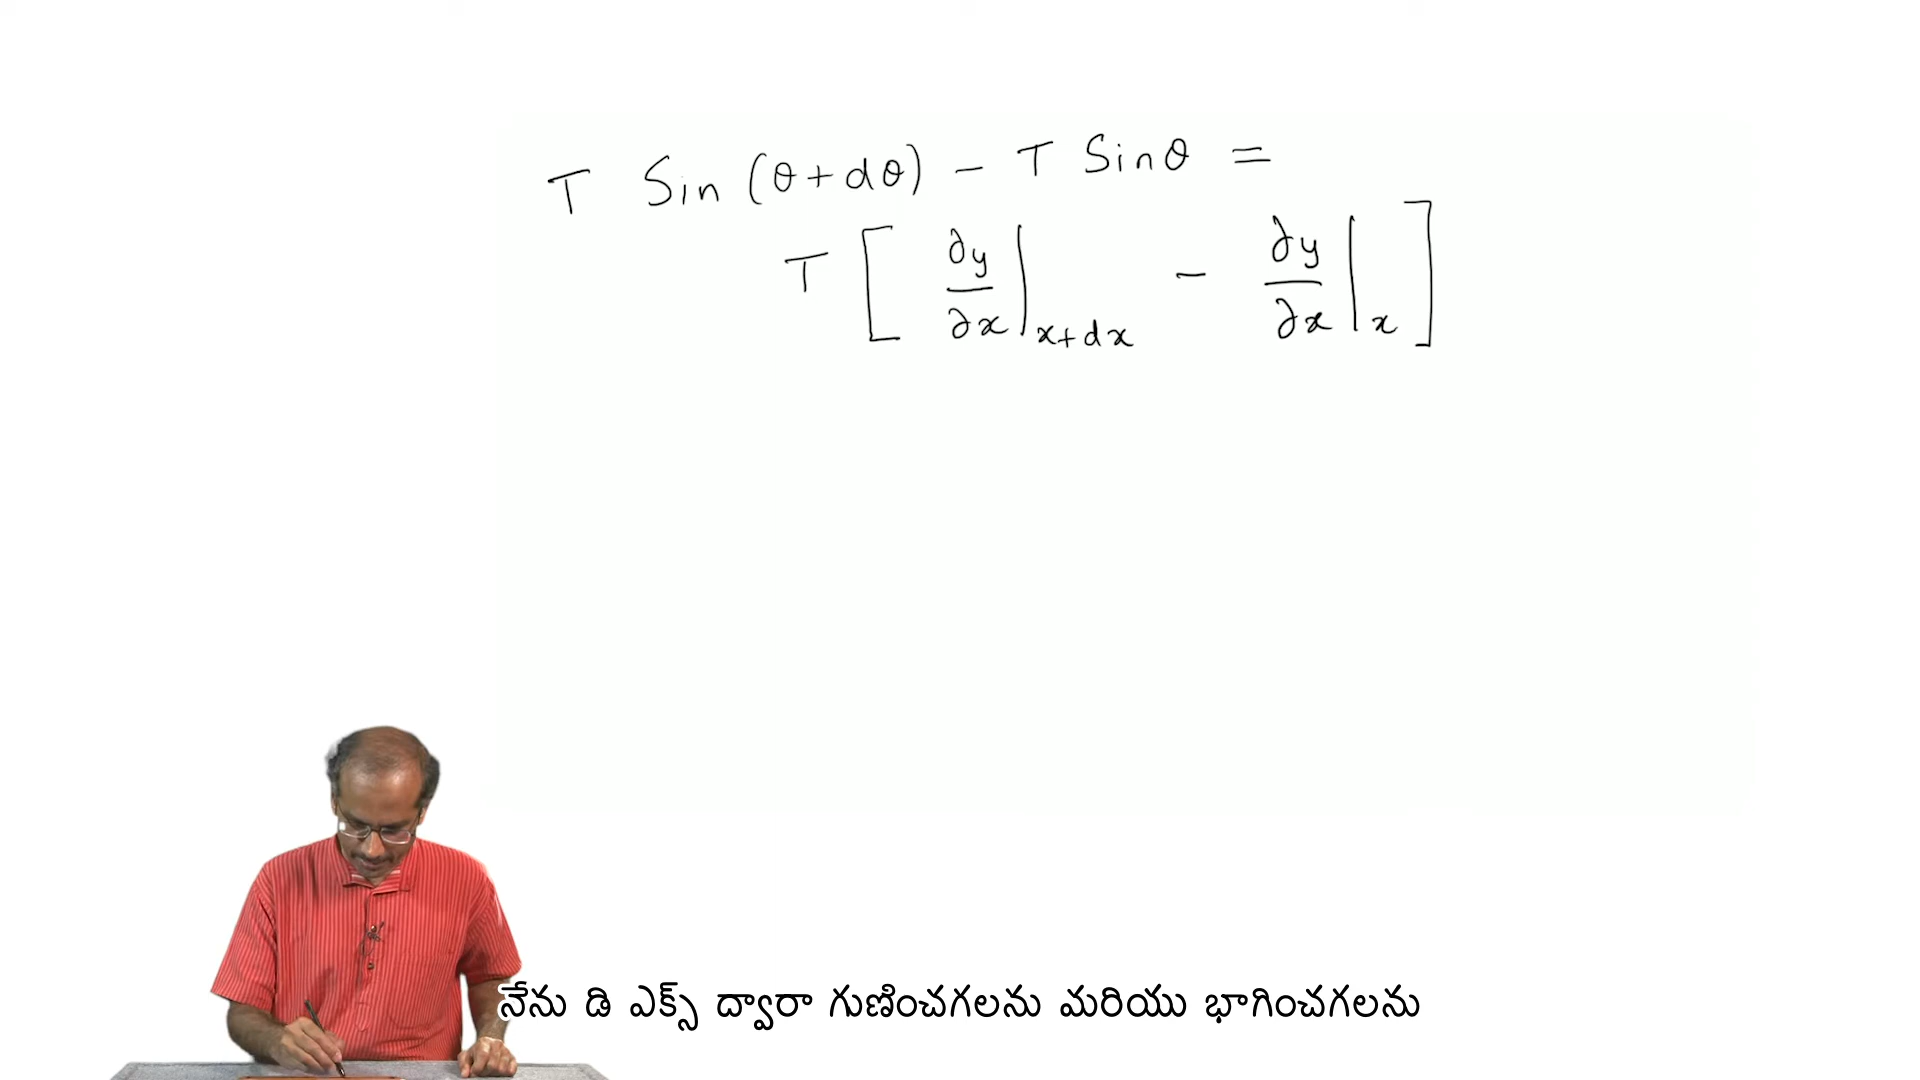 T Sin (θ + dθ) - T Sinθ =
T [ ∂y/∂x |x+dx - ∂y/∂x |x ]
నేను డి ఎక్స్ ద్వారా గుణించగలను మరియు భాగించగలను